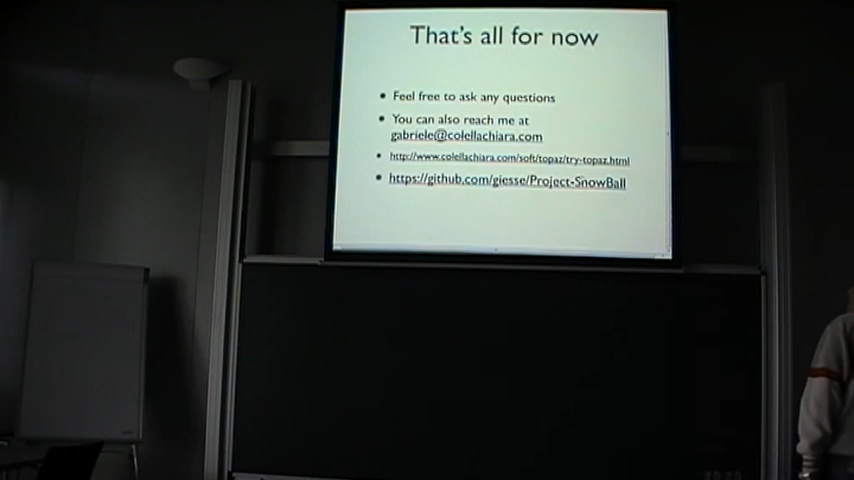 That's all for now
Feel free to ask any questions
You can also reach me at
gabriele@colellachiara.com
http://www.colellachiara.com/soft/topaz/try-topaz.html
https://github.com/giesse/Project-SnowBall